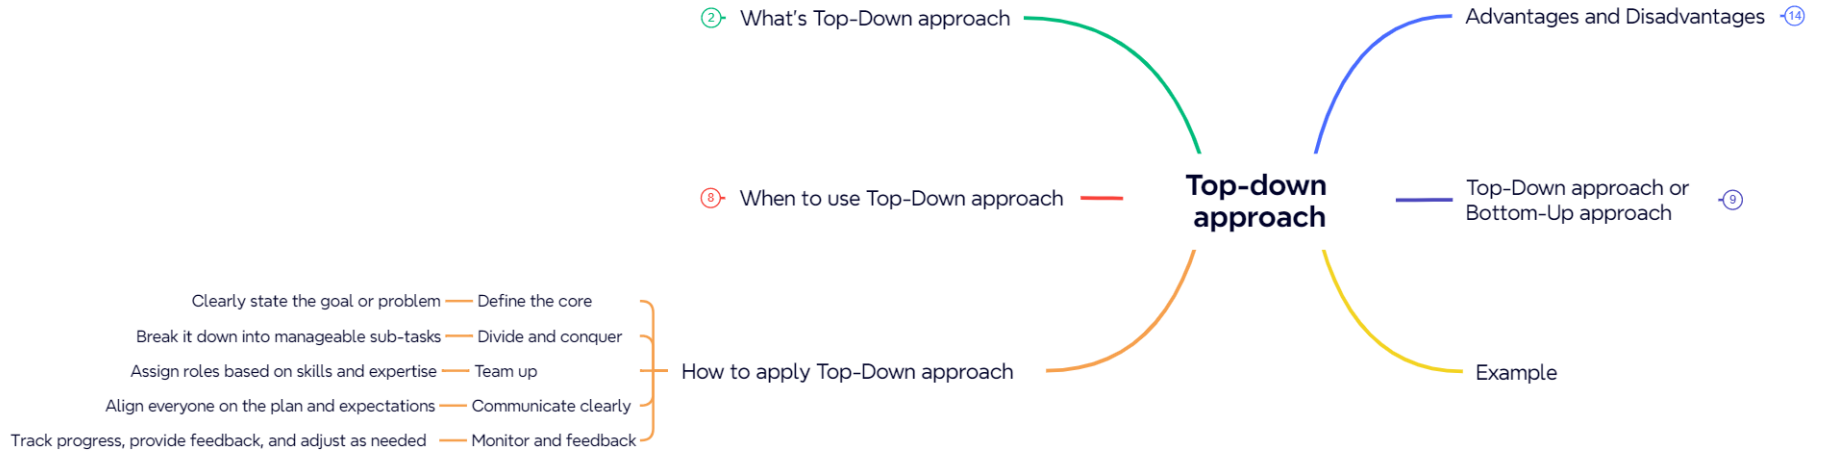 2
What's Top-Down approach
Advantages and Disadvantages
14
Top-down
approach
8
When to use Top-Down approach
Top-Down approach or
Bottom-Up approach
9
How to apply Top-Down approach
Clearly state the goal or problem
Define the core
Break it down into manageable sub-tasks
Divide and conquer
Assign roles based on skills and expertise
Team up
Align everyone on the plan and expectations
Communicate clearly
Track progress, provide feedback, and adjust as needed
Monitor and feedback
Example